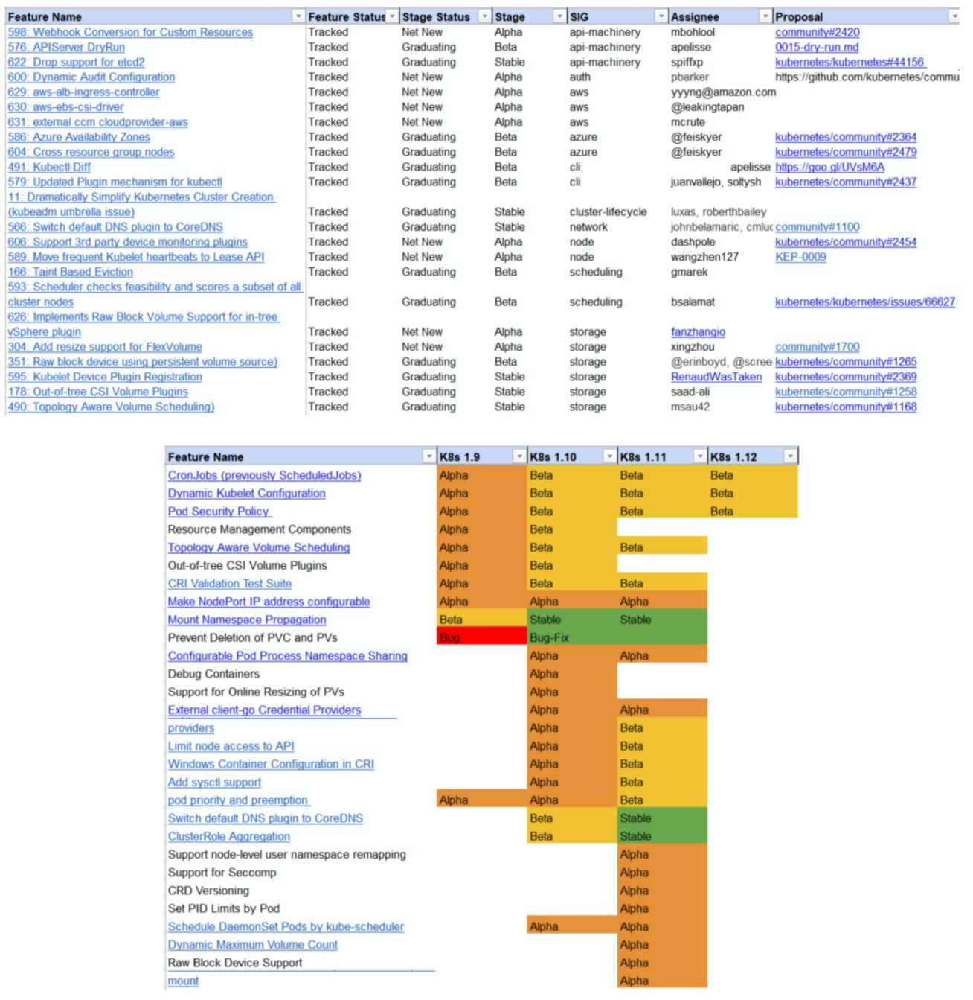 Feature Name Feature Status Stage Status Stage SIG Assignee Proposal
598: Webhook Conversion for Custom Resources Tracked Net New Alpha api-machinery mbohlool community#2420
576: APIServer DryRun Tracked Graduating Beta api-machinery apelisse 0015-dry-run.md
622: Drop support for etcd2 Tracked Graduating Stable api-machinery spiffxp kubernetes/kubernetes#44156
600: Dynamic Audit Configuration Tracked Net New Alpha auth pbarker https://github.com/kubernetes/commu
629: aws-alb-ingress-controller Tracked Net New Alpha aws yyyng@amazon.com
630: aws-ebs-csi-driver Tracked Net New Alpha aws @leakingtapan
631: external ccm cloudprovider-aws Tracked Net New Alpha aws mcrute
586: Azure Availability Zones Tracked Graduating Beta azure @feiskyer kubernetes/community#2364
604: Cross resource group nodes Tracked Graduating Beta azure @feiskyer kubernetes/community#2479
491: Kubectl Diff Tracked Graduating Beta cli apelisse https://goo.gl/UVsM6A
579: Updated Plugin mechanism for kubectl Tracked Graduating Beta cli juanvallejo, soltysh kubernetes/community#2437
11: Dramatically Simplify Kubernetes Cluster Creation
(kubeadm umbrella issue) Tracked Graduating Stable cluster-lifecycle luxas, roberthbailey
566: Switch default DNS plugin to CoreDNS Tracked Graduating Stable network johnbelamaric, cmluc community#1100
606: Support 3rd party device monitoring plugins Tracked Net New Alpha node dashpole kubernetes/community#2454
589: Move frequent Kubelet heartbeats to Lease API Tracked Net New Alpha node wangzhen127 KEP-0009
166: Taint Based Eviction Tracked Graduating Beta scheduling gmarek
593: Scheduler checks feasibility and scores a subset of all
cluster nodes Tracked Graduating Beta scheduling bsalamat kubernetes/kubernetes/issues/66627
626: Implements Raw Block Volume Support for in-tree
vSphere plugin Tracked Net New Alpha storage fanzhangio
304: Add resize support for FlexVolume Tracked Net New Alpha storage xingzhou community#1700
351: Raw block device using persistent volume source) Tracked Graduating Beta storage @erinboyd, @scree kubernetes/community#1265
595: Kubelet Device Plugin Registration Tracked Graduating Stable storage RenaudWasTaken kubernetes/community#2369
178: Out-of-tree CSI Volume Plugins Tracked Graduating Stable storage saad-ali kubernetes/community#1258
490: Topology Aware Volume Scheduling) Tracked Graduating Stable storage msau42 kubernetes/community#1168
Feature Name K8s 1.9 K8s 1.10 K8s 1.11 K8s 1.12
CronJobs (previously ScheduledJobs) Alpha Beta Beta Beta
Dynamic Kubelet Configuration Alpha Beta Beta Beta
Pod Security Policy Alpha Beta Beta Beta
Resource Management Components Alpha Beta
Topology Aware Volume Scheduling Alpha Beta Beta
Out-of-tree CSI Volume Plugins Alpha Beta
CRI Validation Test Suite Alpha Beta Beta
Make NodePort IP address configurable Alpha Alpha Alpha
Mount Namespace Propagation Beta Stable Stable
Prevent Deletion of PVC and PVs Bug Bug-Fix
Configurable Pod Process Namespace Sharing Alpha Alpha
Debug Containers Alpha
Support for Online Resizing of PVs Alpha
External client-go Credential Providers Alpha Alpha
providers Alpha Beta
Limit node access to API Alpha Beta
Windows Container Configuration in CRI Alpha Beta
Add sysctl support Alpha Beta
pod priority and preemption Alpha Alpha Beta
Switch default DNS plugin to CoreDNS Beta Stable
ClusterRole Aggregation Beta Stable
Support node-level user namespace remapping Alpha
Support for Seccomp Alpha
CRD Versioning Alpha
Set PID Limits by Pod Alpha
Schedule DaemonSet Pods by kube-scheduler Alpha Alpha
Dynamic Maximum Volume Count Alpha
Raw Block Device Support Alpha
mount Alpha